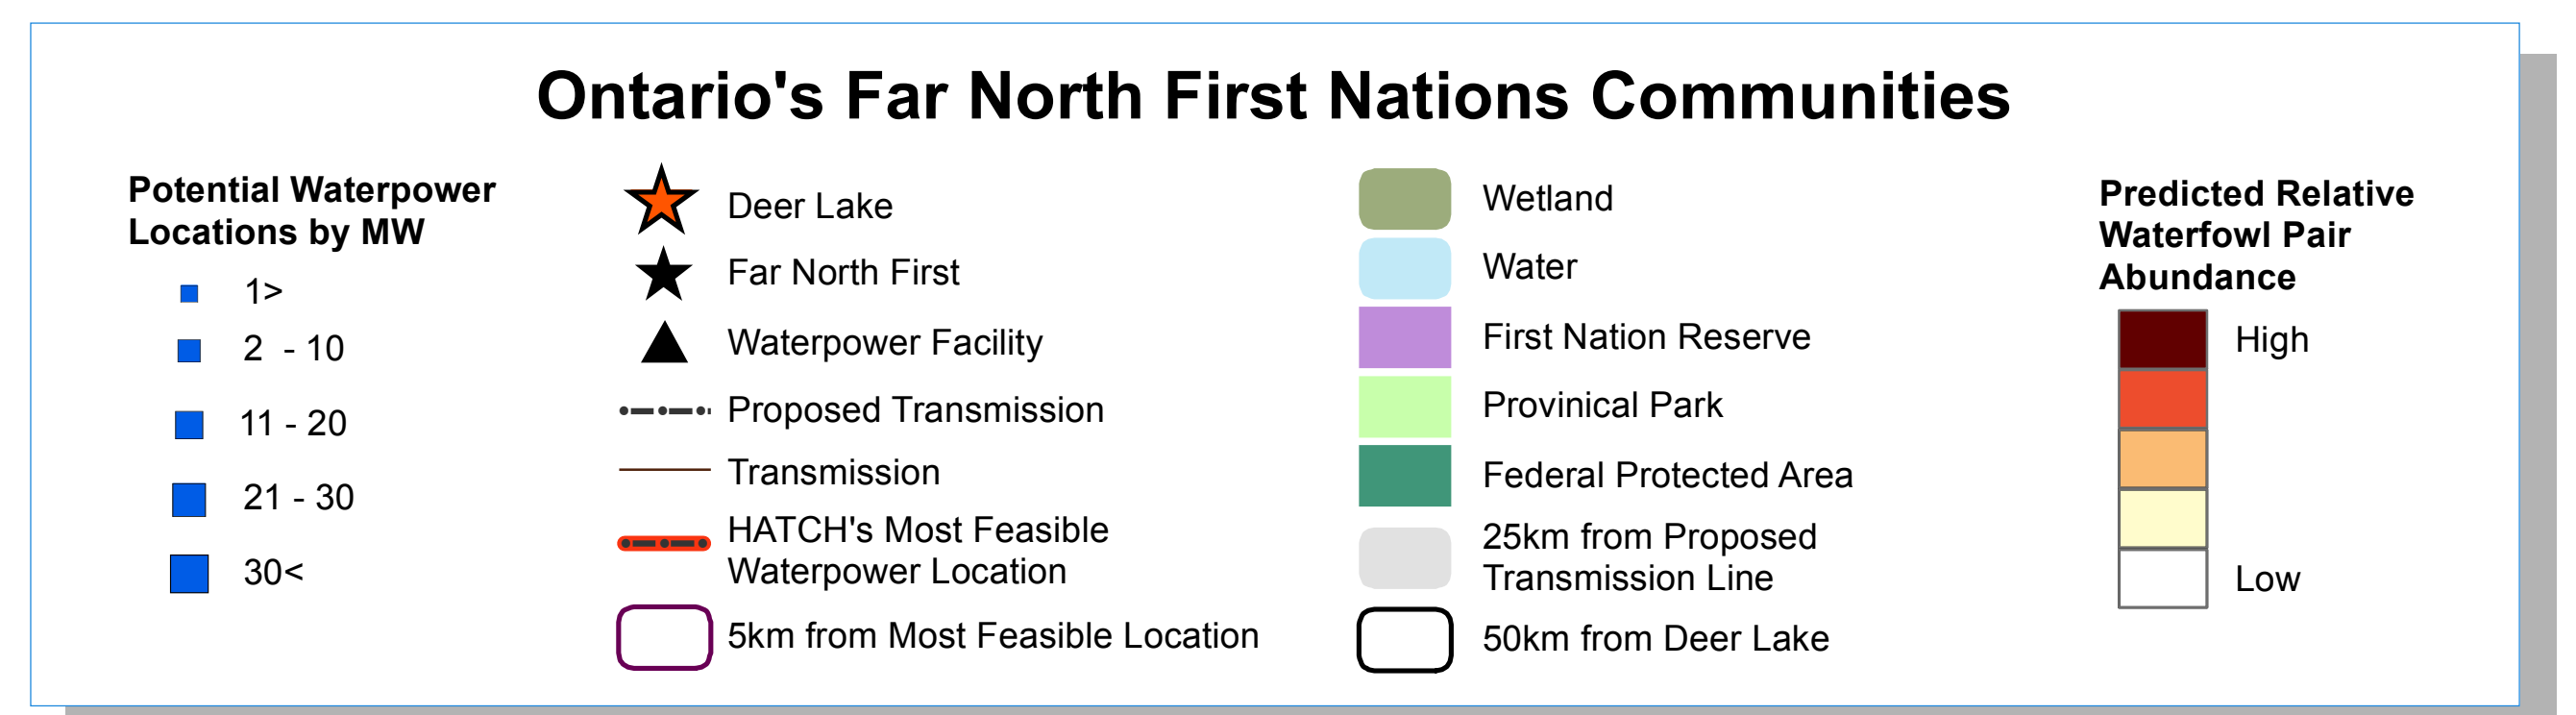 Ontario's Far North First Nations Communities
Potential Waterpower
Locations by MW
1>
2 - 10
11 - 20
21 - 30
30<
Deer Lake
Far North First
Waterpower Facility
Proposed Transmission
Transmission
HATCH's Most Feasible
Waterpower Location
5km from Most Feasible Location
Wetland
Water
First Nation Reserve
Provinical Park
Federal Protected Area
25km from Proposed
Transmission Line
50km from Deer Lake
Predicted Relative
Waterfowl Pair
Abundance
High
Low